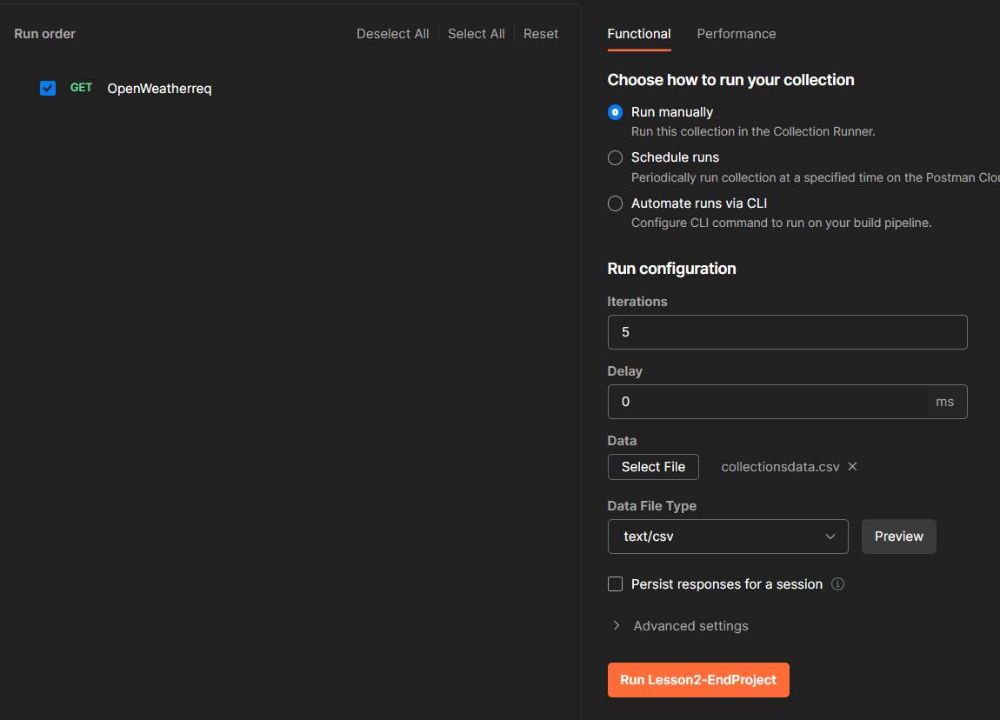 Run order
Deselect All
Select All
Reset
GET OpenWeatherreq
Functional
Performance
Choose how to run your collection
Run manually
Run this collection in the Collection Runner.
Schedule runs
Periodically run collection at a specified time on the Postman
Automate runs via CLI
Configure CLI command to run on your build pipeline.
Run configuration
Iterations
5
Delay
0 ms
Data
Select File collectionsdata.csv
Data File Type
text/csv
Preview
Persist responses for a session
Advanced settings
Run Lesson2-EndProject